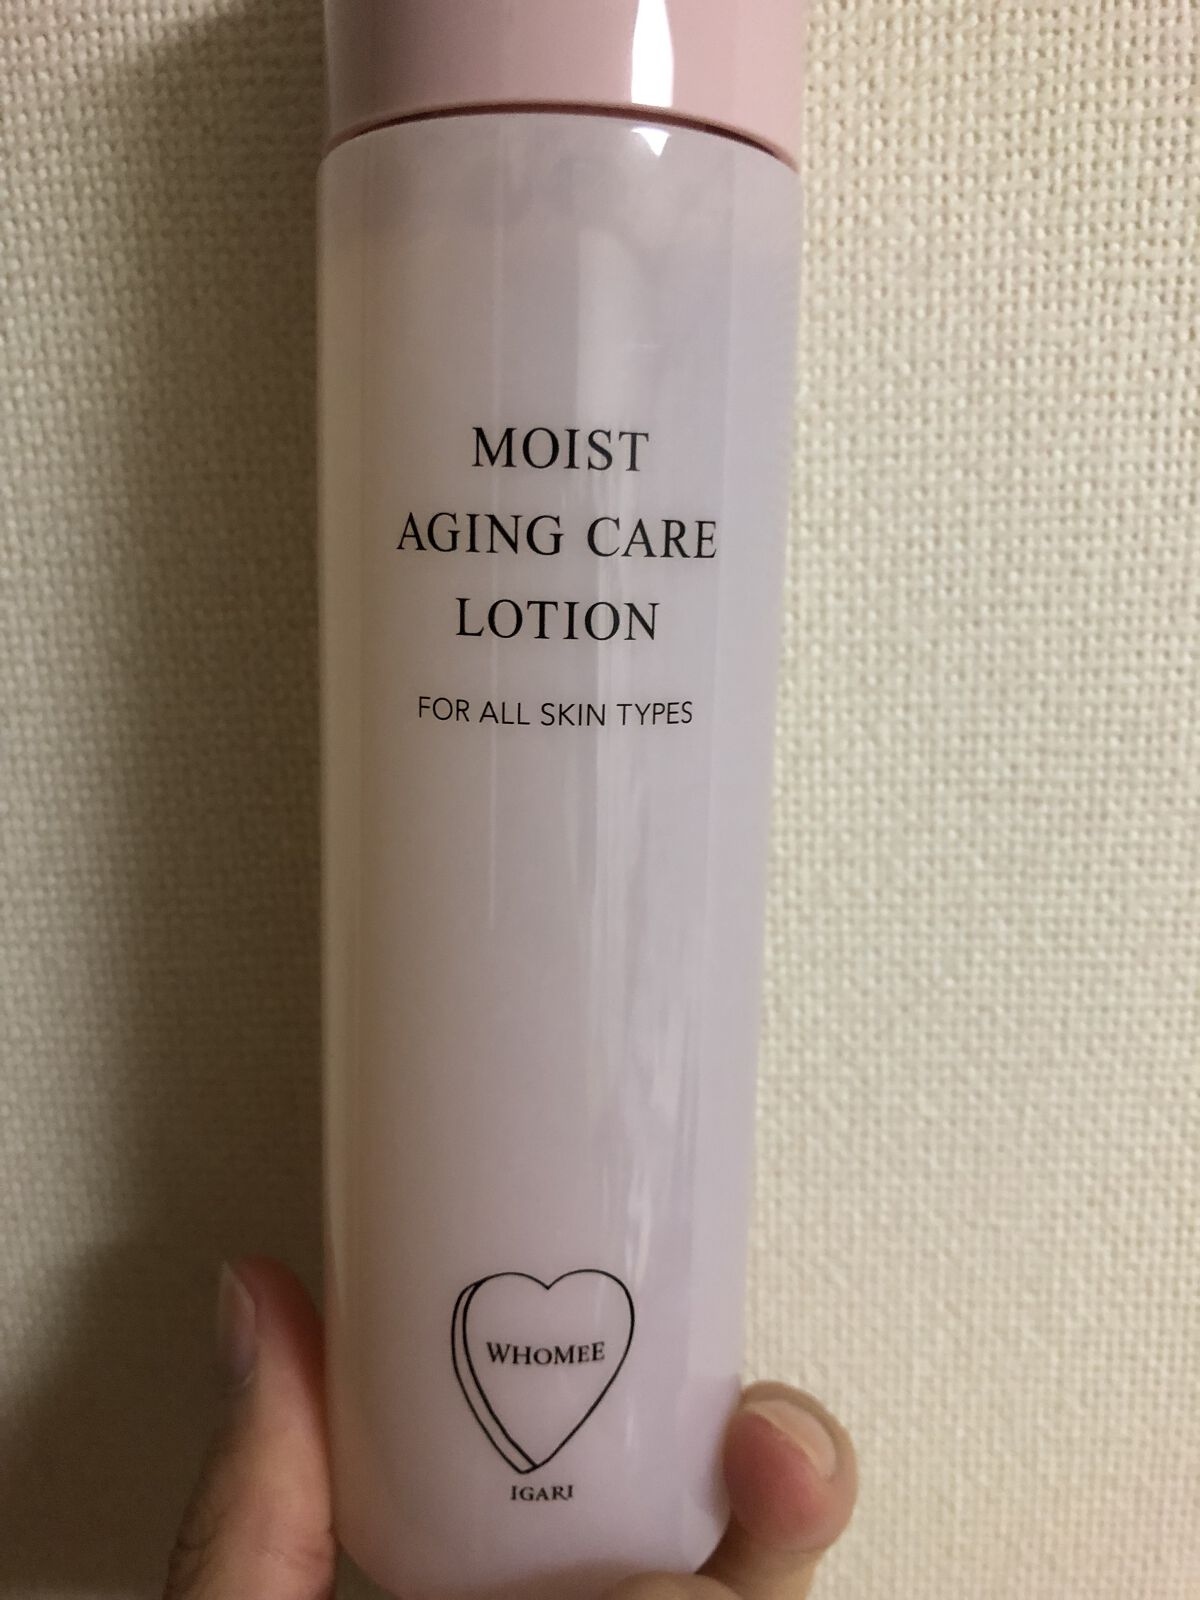 MOIST
AGING CARE
LOTION
FOR ALL SKIN TYPES
WHOMEE
IGARI